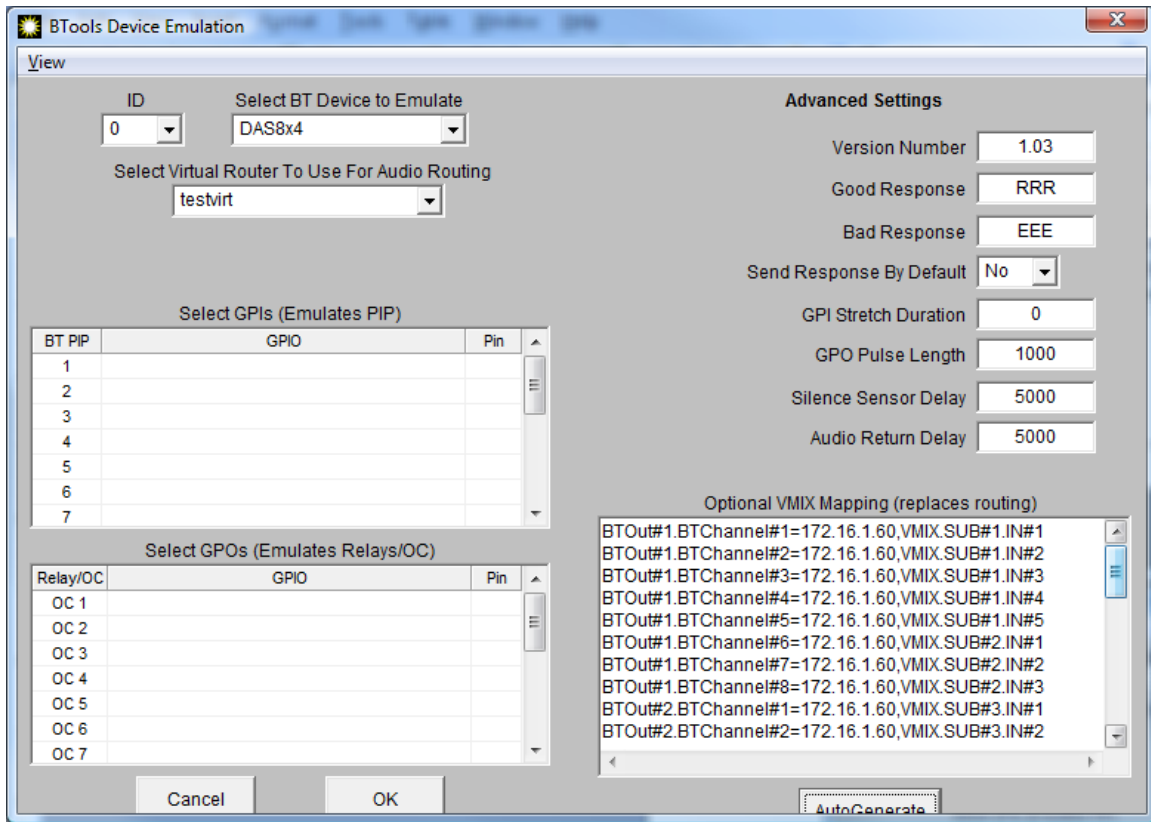 BTools Device Emulation
View
ID
Select BT Device to Emulate
0
DAS8x4
Select Virtual Router To Use For Audio Routing
testvirt
Select GPIs (Emulates PIP)
BT PIP GPIO Pin
1
2
3
4
5
6
7
Select GPOs (Emulates Relays/OC)
Relay/OC GPIO Pin
OC 1
OC 2
OC 3
OC 4
OC 5
OC 6
OC 7
Cancel
OK
Advanced Settings
Version Number 1.03
Good Response RRR
Bad Response EEE
Send Response By Default No
GPI Stretch Duration 0
GPO Pulse Length 1000
Silence Sensor Delay 5000
Audio Return Delay 5000
Optional VMIX Mapping (replaces routing)
BTOut#1.BTChannel#1=172.16.1.60,VMIX.SUB#1.IN#1
BTOut#1.BTChannel#2=172.16.1.60,VMIX.SUB#1.IN#2
BTOut#1.BTChannel#3=172.16.1.60,VMIX.SUB#1.IN#3
BTOut#1.BTChannel#4=172.16.1.60,VMIX.SUB#1.IN#4
BTOut#1.BTChannel#5=172.16.1.60,VMIX.SUB#1.IN#5
BTOut#1.BTChannel#6=172.16.1.60,VMIX.SUB#2.IN#1
BTOut#1.BTChannel#7=172.16.1.60,VMIX.SUB#2.IN#2
BTOut#1.BTChannel#8=172.16.1.60,VMIX.SUB#2.IN#3
BTOut#2.BTChannel#1=172.16.1.60,VMIX.SUB#3.IN#1
BTOut#2.BTChannel#2=172.16.1.60,VMIX.SUB#3.IN#2
AutoGenerate